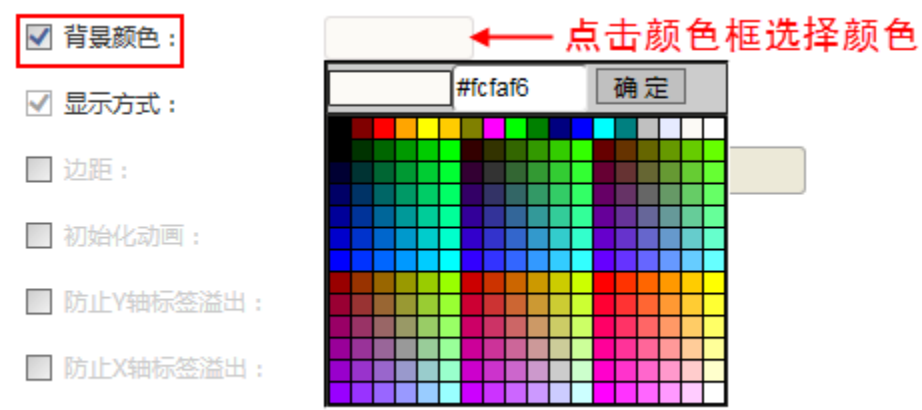 背景颜色：
点击颜色框选择颜色
#fcfaf6
确定
显示方式：
边距：
初始化动画：
防止Y轴标签溢出：
防止X轴标签溢出：